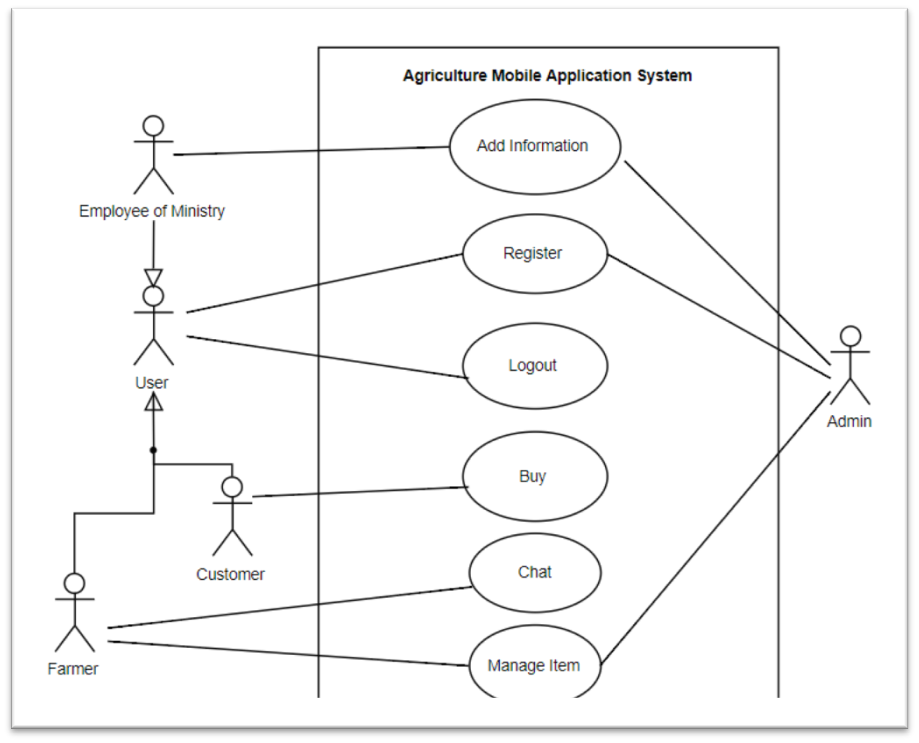 Agriculture Mobile Application System
Add Information
Employee of Ministry
Register
Logout
User
Admin
Buy
Customer
Chat
Farmer
Manage Item